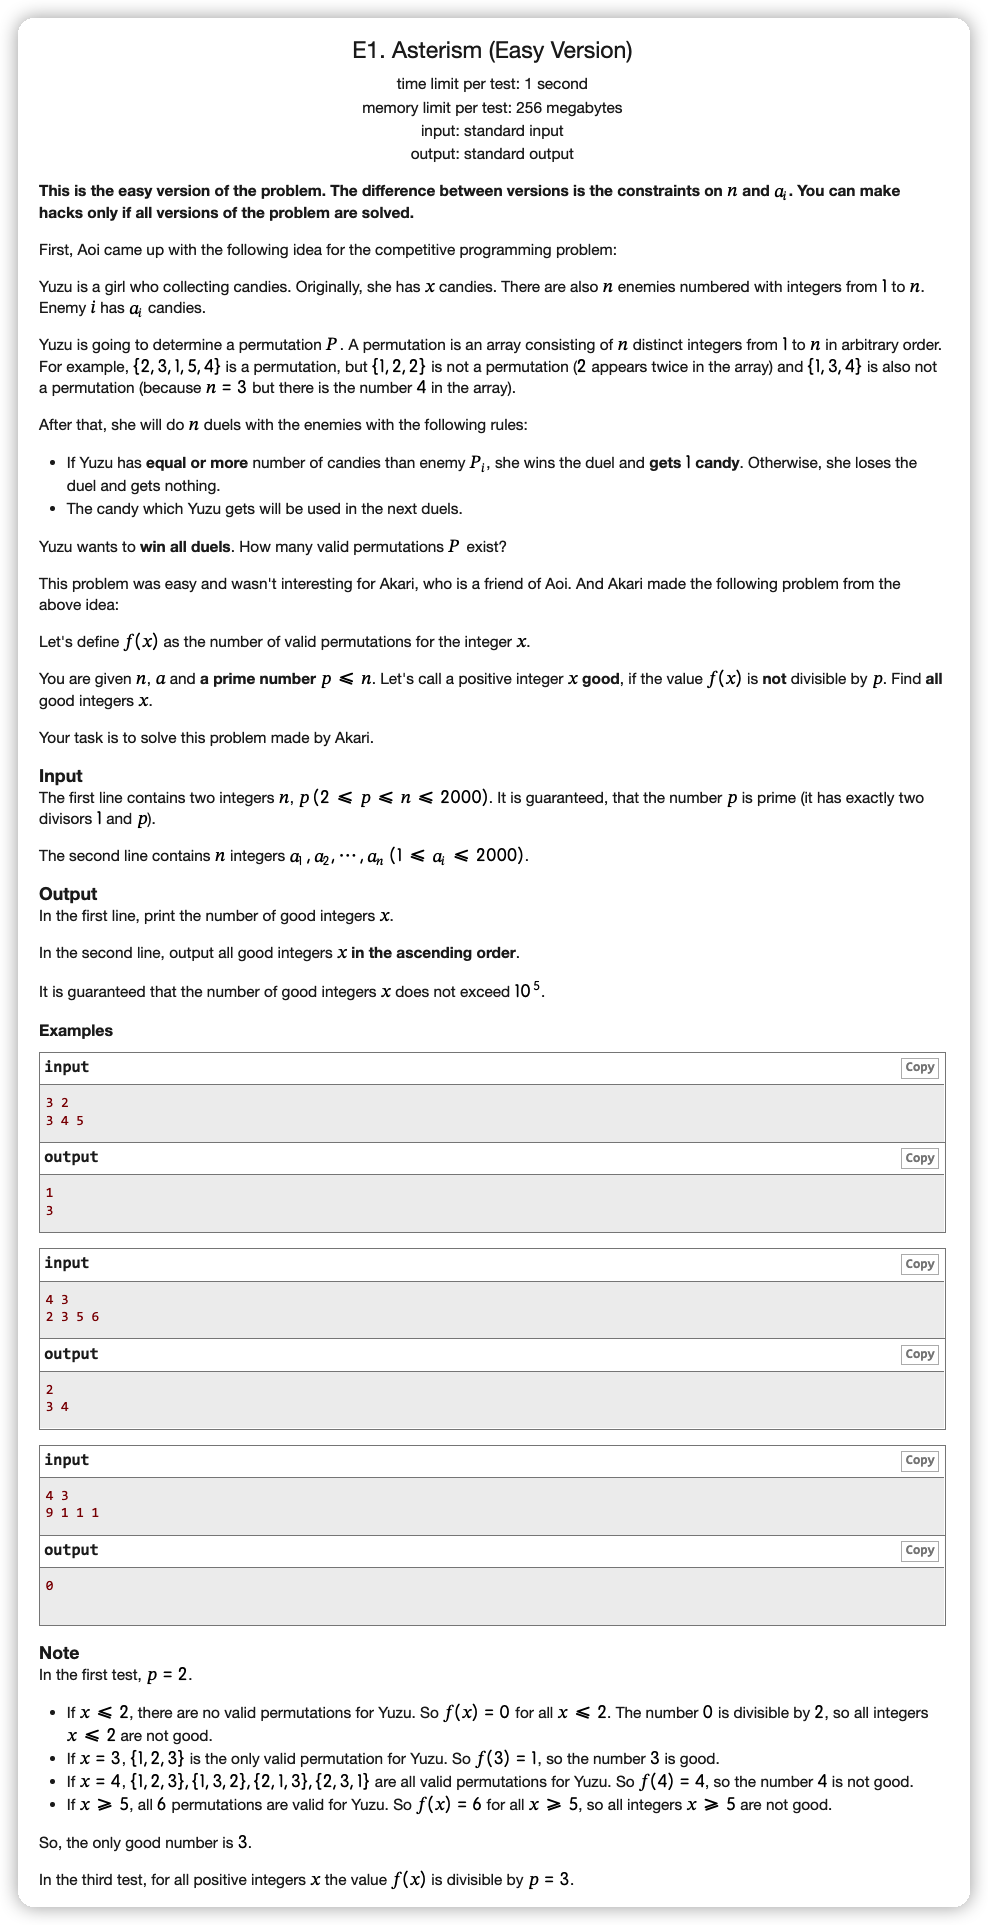 E1. Asterism (Easy Version)
time limit per test: 1 second
memory limit per test: 256 megabytes
input: standard input
output: standard output
This is the easy version of the problem. The difference between versions is the constraints on n and aᵢ. You can make
hacks only if all versions of the problem are solved.
First, Aoi came up with the following idea for the competitive programming problem:
Yuzu is a girl who collecting candies. Originally, she has x candies. There are also n enemies numbered with integers from 1 to n.
Enemy i has aᵢ candies.
Yuzu is going to determine a permutation P. A permutation is an array consisting of n distinct integers from 1 to n in arbitrary order.
For example, {2, 3, 1, 5, 4} is a permutation, but {1, 2, 2} is not a permutation (2 appears twice in the array) and {1, 3, 4} is also not
a permutation (because n = 3 but there is the number 4 in the array).
After that, she will do n duels with the enemies with the following rules:
• If Yuzu has equal or more number of candies than enemy Pᵢ, she wins the duel and gets 1 candy. Otherwise, she loses the
duel and gets nothing.
• The candy which Yuzu gets will be used in the next duels.
Yuzu wants to win all duels. How many valid permutations P exist?
This problem was easy and wasn't interesting for Akari, who is a friend of Aoi. And Akari made the following problem from the
above idea:
Let's define f(x) as the number of valid permutations for the integer x.
You are given n, a and a prime number p ⩽ n. Let's call a positive integer x good, if the value f(x) is not divisible by p. Find all
good integers x.
Your task is to solve this problem made by Akari.
Input
The first line contains two integers n, p (2 ⩽ p ⩽ n ⩽ 2000). It is guaranteed, that the number p is prime (it has exactly two
divisors 1 and p).
The second line contains n integers a₁, a₂, ⋯, aₙ (1 ⩽ aᵢ ⩽ 2000).
Output
In the first line, print the number of good integers x.
In the second line, output all good integers x in the ascending order.
It is guaranteed that the number of good integers x does not exceed 10⁵.
Examples
input Copy
3 2
3 4 5
output Copy
1
3
input Copy
4 3
2 3 5 6
output Copy
2
3 4
input Copy
4 3
9 1 1 1
output Copy
0
Note
In the first test, p = 2.
• If x ⩽ 2, there are no valid permutations for Yuzu. So f(x) = 0 for all x ⩽ 2. The number 0 is divisible by 2, so all integers
x ⩽ 2 are not good.
• If x = 3, {1, 2, 3} is the only valid permutation for Yuzu. So f(3) = 1, so the number 3 is good.
• If x = 4, {1, 2, 3}, {1, 3, 2}, {2, 1, 3}, {2, 3, 1} are all valid permutations for Yuzu. So f(4) = 4, so the number 4 is not good.
• If x ⩾ 5, all 6 permutations are valid for Yuzu. So f(x) = 6 for all x ⩾ 5, so all integers x ⩾ 5 are not good.
So, the only good number is 3.
In the third test, for all positive integers x the value f(x) is divisible by p = 3.